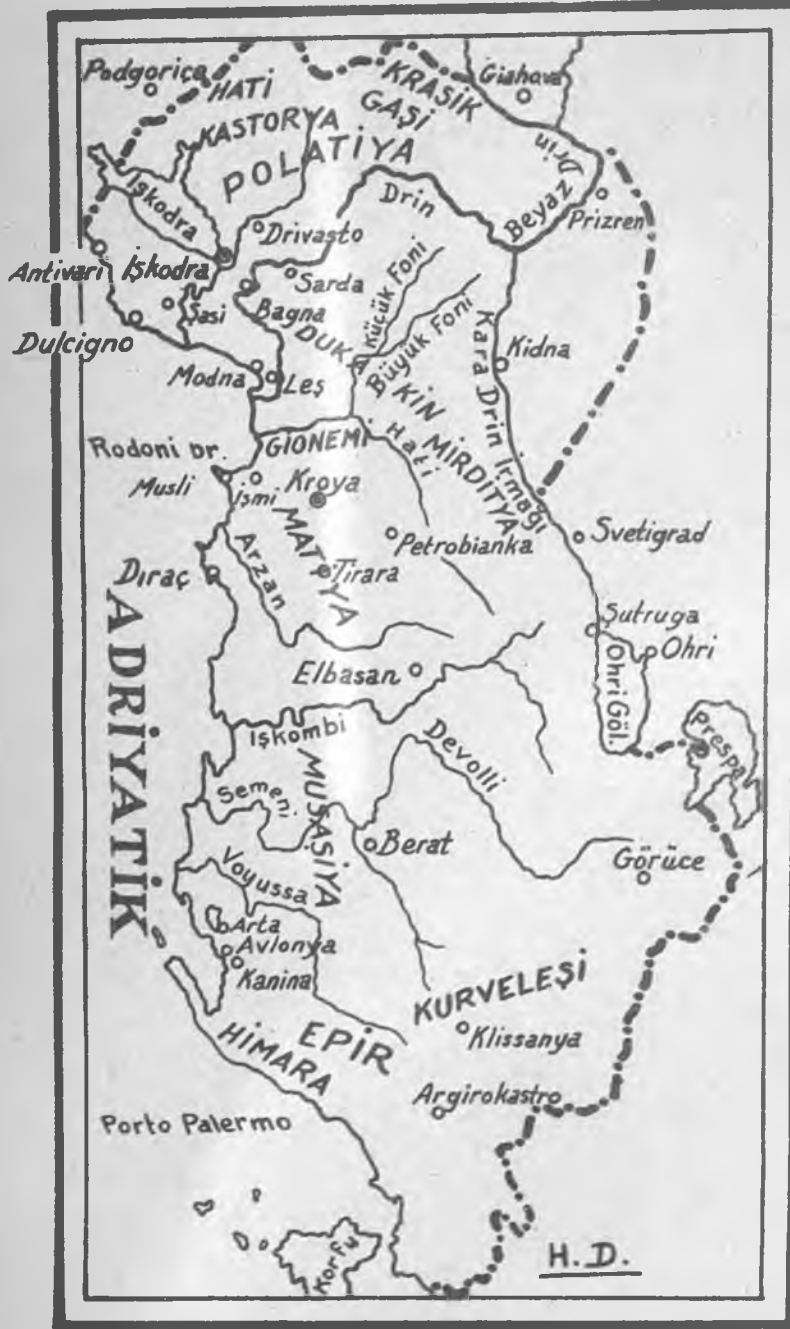 Podgoriça
HATİ
KRASİK
Giahova
KASTORYA
GAŞİ
POLATİYA
İşkodra
Drin
Beyaz Drin
Prizren
Drivasto
Antivari
İşkodra
Sarda
Şasi
Bagna
Küçük Foni
Büyük Foni
DUKAKİN
Dulcigno
Kidna
Modna
Leş
Kara Drin Irmağı
Rodoni br.
GİONEMİ
Hati
MİRDİTYA
Musli
İşmi
Kroya
MATYA
Petrobianka
Svetigrad
Arzan
Dıraç
Tirara
Şutruga
Ohri
Ohri Göl.
ADRİYATİK
Elbasan
Işkombi
Devolli
Prespa
Semeni
MUSAŞİYA
Berat
Görüce
Voyussa
Arta
Avlonya
Kanina
KURVELEŞİ
EPİR
Klissanya
HİMARA
Argirokastro
Porto Palermo
Korfu
H.D.